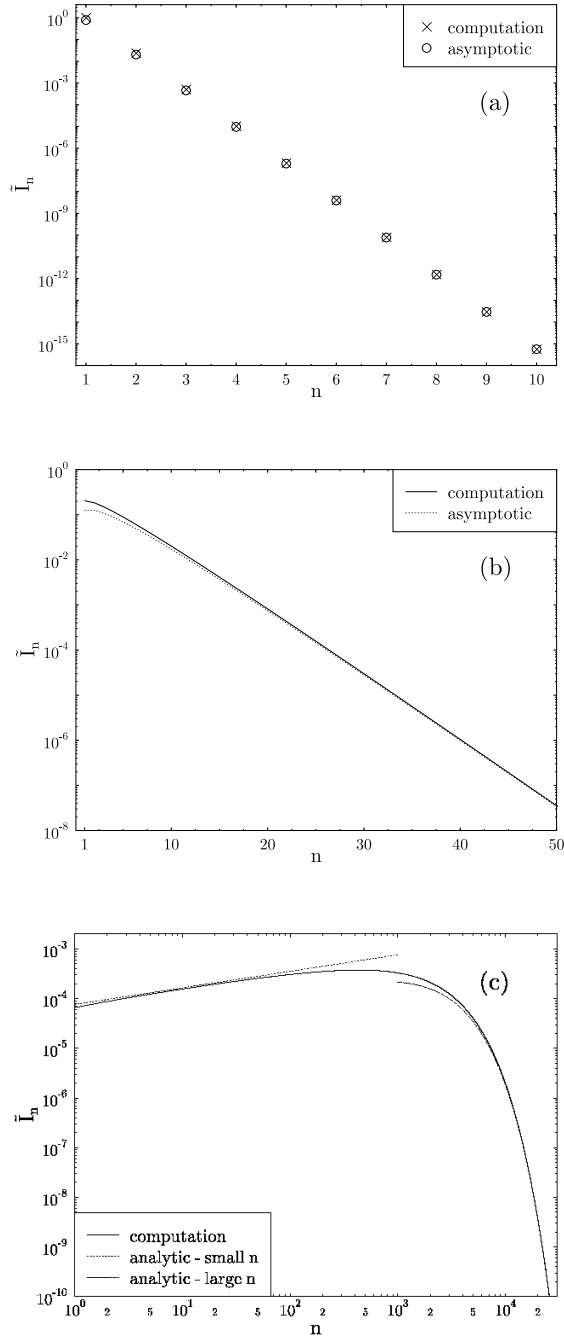 10^0
10^-3
10^-6
10^-9
10^-12
10^-15
Ĩ_n
× computation
○ asymptotic
(a)
1 2 3 4 5 6 7 8 9 10
n
10^0
10^-2
10^-4
10^-6
10^-8
Ĩ_n
computation
asymptotic
(b)
1 10 20 30 40 50
n
10^-3
10^-4
10^-5
10^-6
10^-7
10^-8
10^-9
10^-10
Ĩ_n
(c)
computation
analytic - small n
analytic - large n
10^0 2 5 10^1 2 5 10^2 2 5 10^3 2 5 10^4 2
n